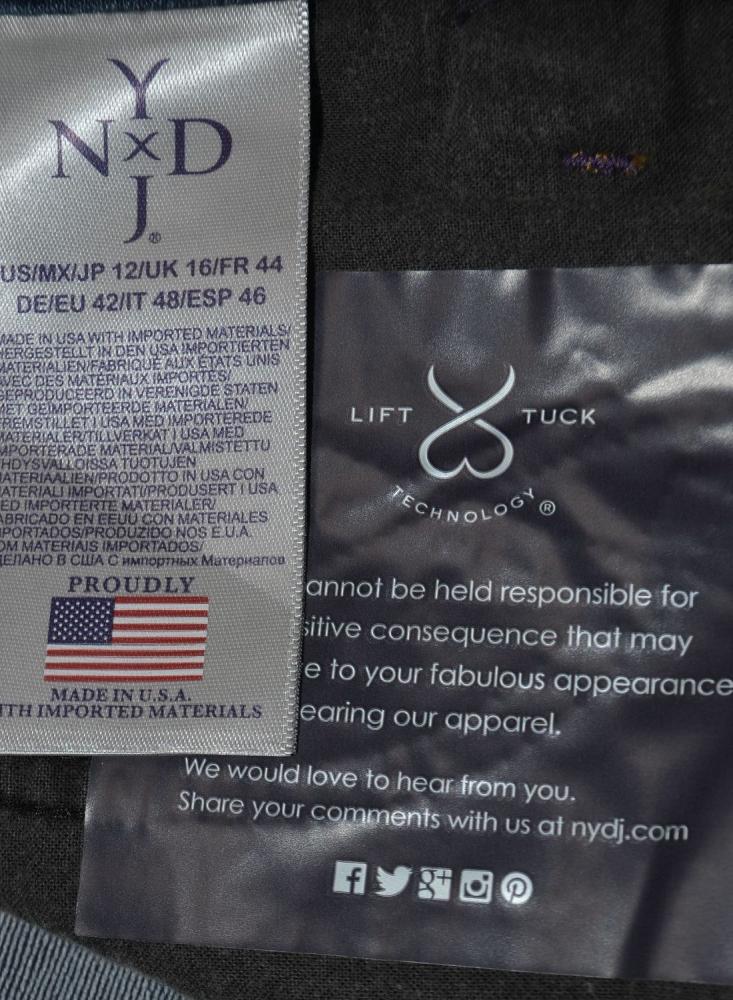 Y
N X D
J®
US/MX/JP 12/UK 16/FR 44
DE/EU 42/IT 48/ESP 46
MADE IN USA WITH IMPORTED MATERIALS/
HERGESTELLT IN DEN USA IMPORTIERTEN
MATERIALIEN/FABRIQUÉ AUX ÉTATS UNIS
AVEC DES MATÉRIAUX IMPORTÉS/
GEPRODUCEERD IN VERENIGDE STATEN
MET GEÏMPORTEERDE MATERIALEN/
FREMSTILLET I USA MED IMPORTEREDE
MATERIALER/TILLVERKAT I USA MED
IMPORTERADE MATERIAL/VALMISTETTU
YHDYSVALLOISSA TUOTUJEN
MATERIAALIEN/PRODOTTO IN USA CON
MATERIALI IMPORTATI/PRODUSERT I USA
MED IMPORTERTE MATERIALER/
FABRICADO EN EEUU CON MATERIALES
IMPORTADOS/PRODUZIDO NOS E.U.A.
COM MATERIAIS IMPORTADOS/
СДЕЛАНО В США С импортных Материалов
PROUDLY
MADE IN U.S.A.
WITH IMPORTED MATERIALS
LIFT TUCK
TECHNOLOGY®
annot be held responsible for
sitive consequence that may
e to your fabulous appearance
earing our apparel.
We would love to hear from you.
Share your comments with us at nydj.com